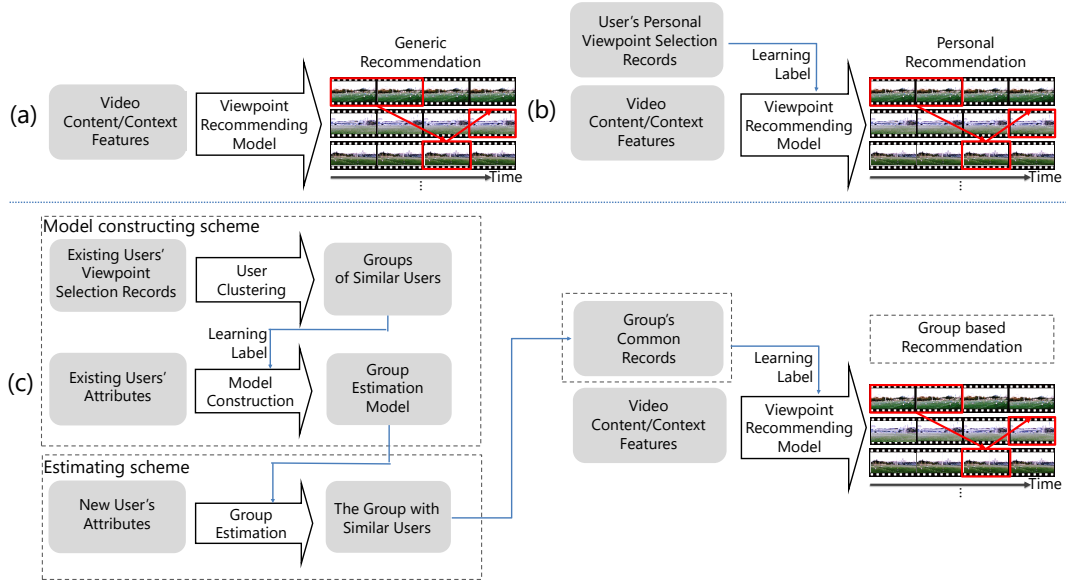 (a)
Video
Content/Context
Features
Viewpoint
Recommending
Model
Generic
Recommendation
Time
...
(b)
User's Personal
Viewpoint Selection
Records
Learning
Label
Video
Content/Context
Features
Viewpoint
Recommending
Model
Personal
Recommendation
Time
...
(c)
Model constructing scheme
Existing Users'
Viewpoint
Selection Records
User
Clustering
Groups
of Similar Users
Learning
Label
Existing Users'
Attributes
Model
Construction
Group
Estimation
Model
Estimating scheme
New User's
Attributes
Group
Estimation
The Group with
Similar Users
Group's
Common
Records
Learning
Label
Video
Content/Context
Features
Viewpoint
Recommending
Model
Group based
Recommendation
Time
...